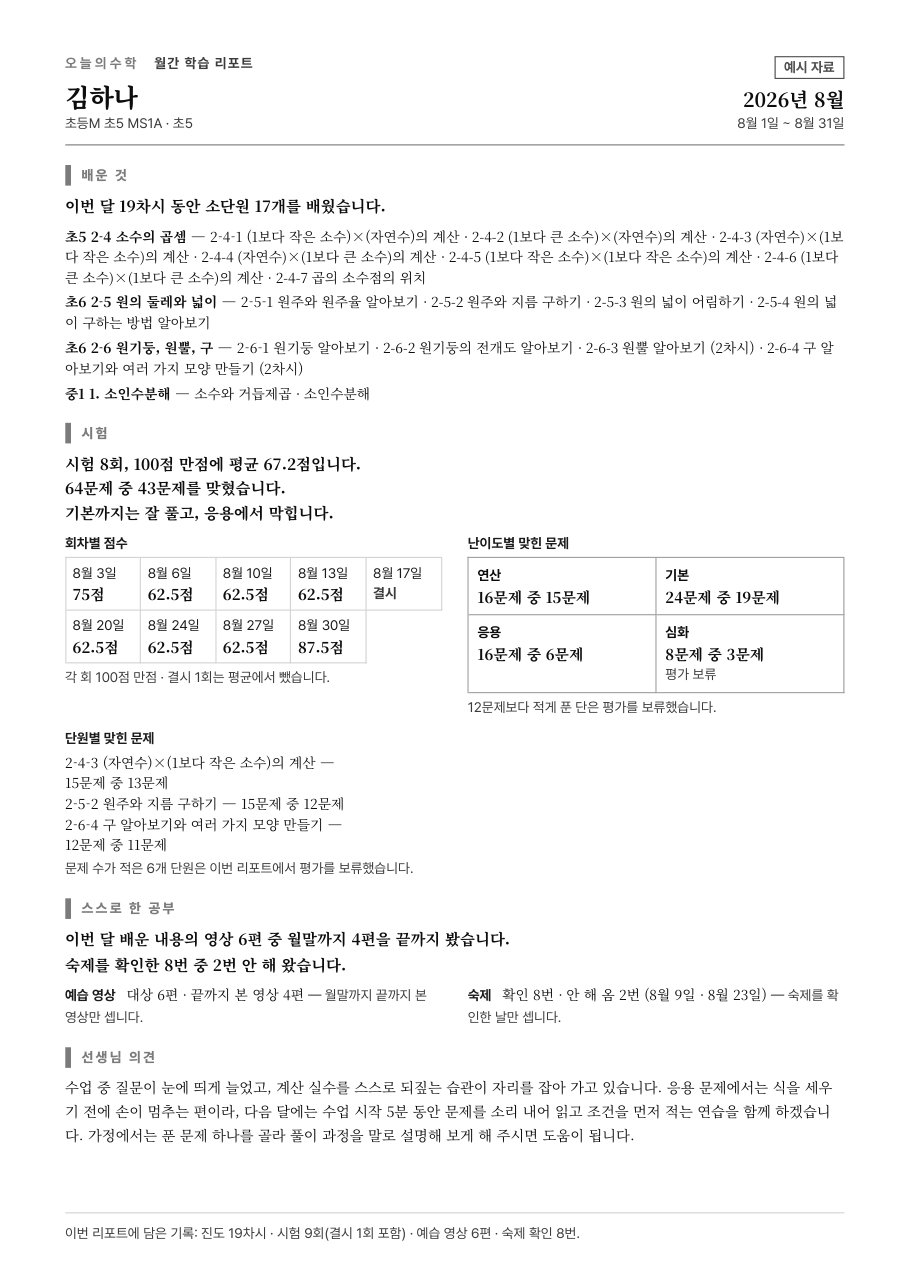 오늘의수학 월간 학습 리포트
예시 자료
김하나
2026년 8월
초등M 초5 MS1A · 초5
8월 1일 ~ 8월 31일
배운 것
이번 달 19차시 동안 소단원 17개를 배웠습니다.
초5 2-4 소수의 곱셈 — 2-4-1 (1보다 작은 소수)×(자연수)의 계산 · 2-4-2 (1보다 큰 소수)×(자연수)의 계산 · 2-4-3 (자연수)×(1보
다 작은 소수)의 계산 · 2-4-4 (자연수)×(1보다 큰 소수)의 계산 · 2-4-5 (1보다 작은 소수)×(1보다 작은 소수)의 계산 · 2-4-6 (1보다
큰 소수)×(1보다 큰 소수)의 계산 · 2-4-7 곱의 소수점의 위치
초6 2-5 원의 둘레와 넓이 — 2-5-1 원주와 원주율 알아보기 · 2-5-2 원주와 지름 구하기 · 2-5-3 원의 넓이 어림하기 · 2-5-4 원의 넓
이 구하는 방법 알아보기
초6 2-6 원기둥, 원뿔, 구 — 2-6-1 원기둥 알아보기 · 2-6-2 원기둥의 전개도 알아보기 · 2-6-3 원뿔 알아보기 (2차시) · 2-6-4 구 알
아보기와 여러 가지 모양 만들기 (2차시)
중1 1. 소인수분해 — 소수와 거듭제곱 · 소인수분해
시험
시험 8회, 100점 만점에 평균 67.2점입니다.
64문제 중 43문제를 맞혔습니다.
기본까지는 잘 풀고, 응용에서 막힙니다.
회차별 점수
8월 3일 8월 6일 8월 10일 8월 13일 8월 17일
75점 62.5점 62.5점 62.5점 결시
8월 20일 8월 24일 8월 27일 8월 30일
62.5점 62.5점 62.5점 87.5점
각 회 100점 만점 · 결시 1회는 평균에서 뺐습니다.
난이도별 맞힌 문제
연산 기본
16문제 중 15문제 24문제 중 19문제
응용 심화
16문제 중 6문제 8문제 중 3문제
평가 보류
12문제보다 적게 푼 단은 평가를 보류했습니다.
단원별 맞힌 문제
2-4-3 (자연수)×(1보다 작은 소수)의 계산 —
15문제 중 13문제
2-5-2 원주와 지름 구하기 — 15문제 중 12문제
2-6-4 구 알아보기와 여러 가지 모양 만들기 —
12문제 중 11문제
문제 수가 적은 6개 단원은 이번 리포트에서 평가를 보류했습니다.
스스로 한 공부
이번 달 배운 내용의 영상 6편 중 월말까지 4편을 끝까지 봤습니다.
숙제를 확인한 8번 중 2번 안 해 왔습니다.
예습 영상 대상 6편 · 끝까지 본 영상 4편 — 월말까지 끝까지 본
영상만 셉니다.
숙제 확인 8번 · 안 해 옴 2번 (8월 9일 · 8월 23일) — 숙제를 확
인한 날만 셉니다.
선생님 의견
수업 중 질문이 눈에 띄게 늘었고, 계산 실수를 스스로 되짚는 습관이 자리를 잡아 가고 있습니다. 응용 문제에서는 식을 세우
기 전에 손이 멈추는 편이라, 다음 달에는 수업 시작 5분 동안 문제를 소리 내어 읽고 조건을 먼저 적는 연습을 함께 하겠습니
다. 가정에서는 푼 문제 하나를 골라 풀이 과정을 말로 설명해 보게 해 주시면 도움이 됩니다.
이번 리포트에 담은 기록: 진도 19차시 · 시험 9회(결시 1회 포함) · 예습 영상 6편 · 숙제 확인 8번.